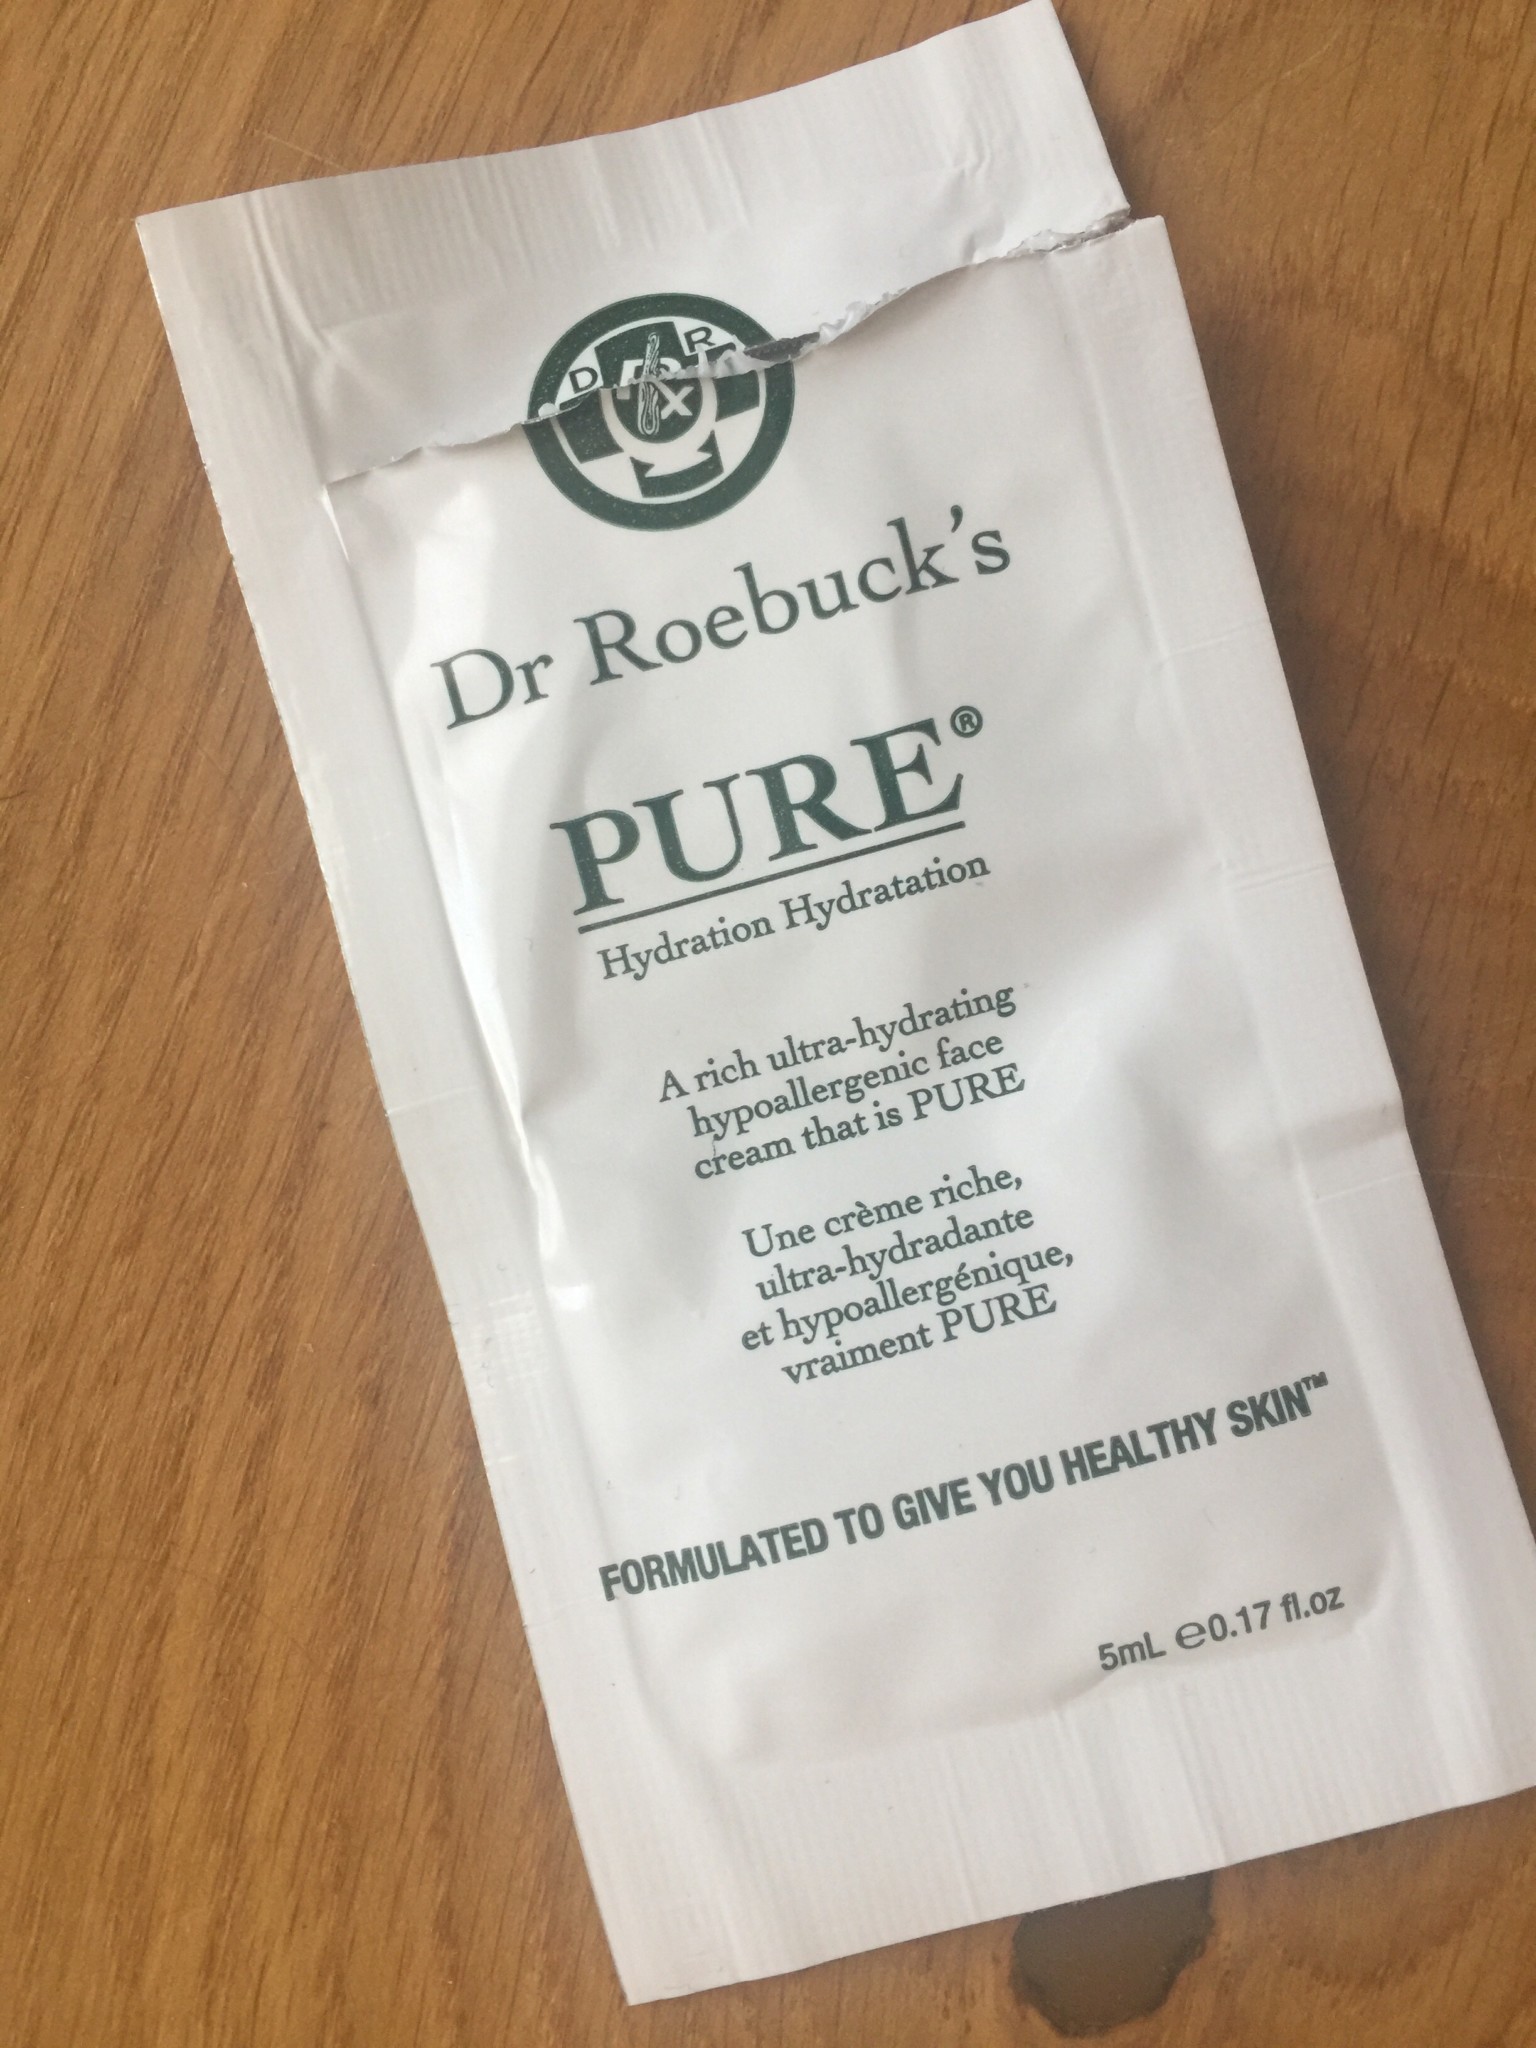 D R
Rx
Dr Roebuck's
PURE®
Hydration Hydratation
A rich ultra-hydrating
hypoallergenic face
cream that is PURE
Une crème riche,
ultra-hydradante
et hypoallergénique,
vraiment PURE
FORMULATED TO GIVE YOU HEALTHY SKIN™
5mL ℮0.17 fl.oz